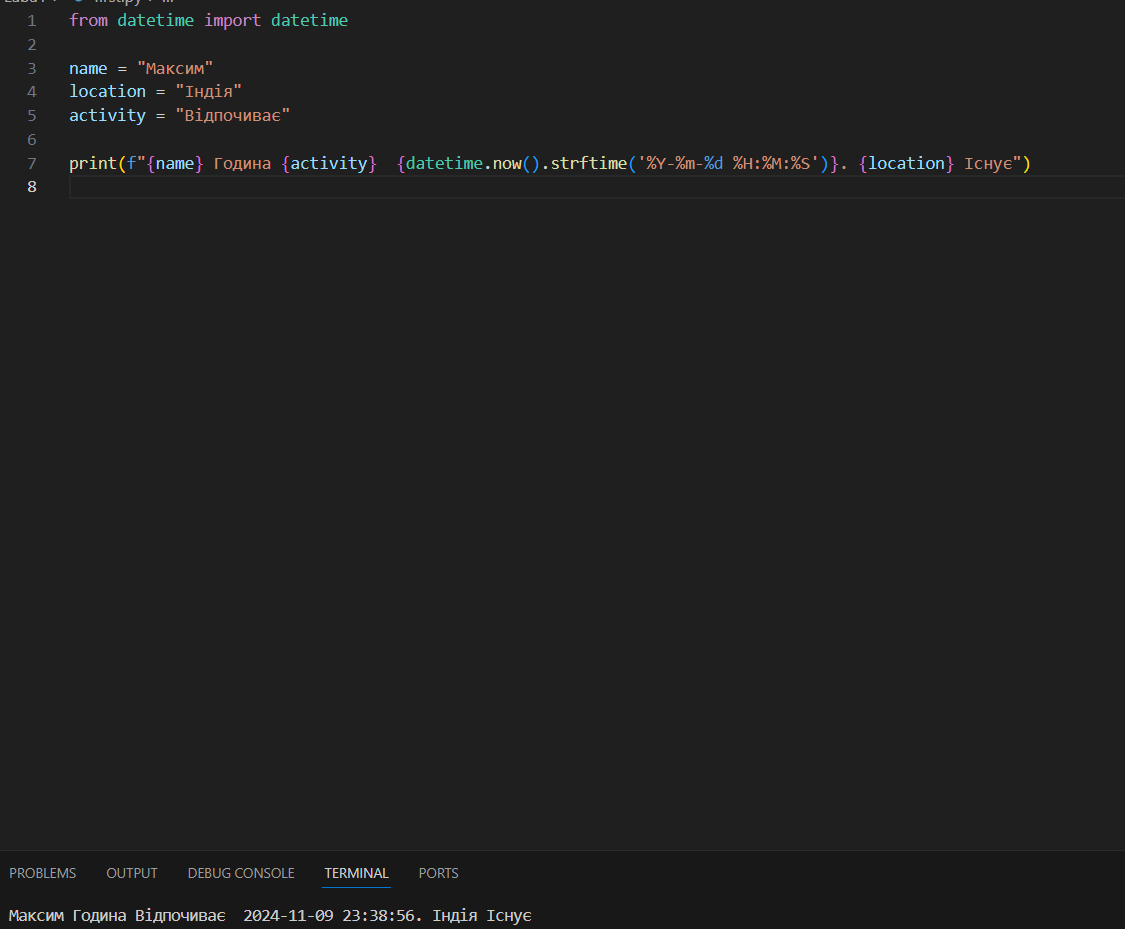 1 from datetime import datetime
2
3 name = "Максим"
4 location = "Індія"
5 activity = "Відпочиває"
6
7 print(f"{name} Година {activity}  {datetime.now().strftime('%Y-%m-%d %H:%M:%S')}. {location} Існує")
8
PROBLEMS OUTPUT DEBUG CONSOLE TERMINAL PORTS
Максим Година Відпочиває  2024-11-09 23:38:56. Індія Існує